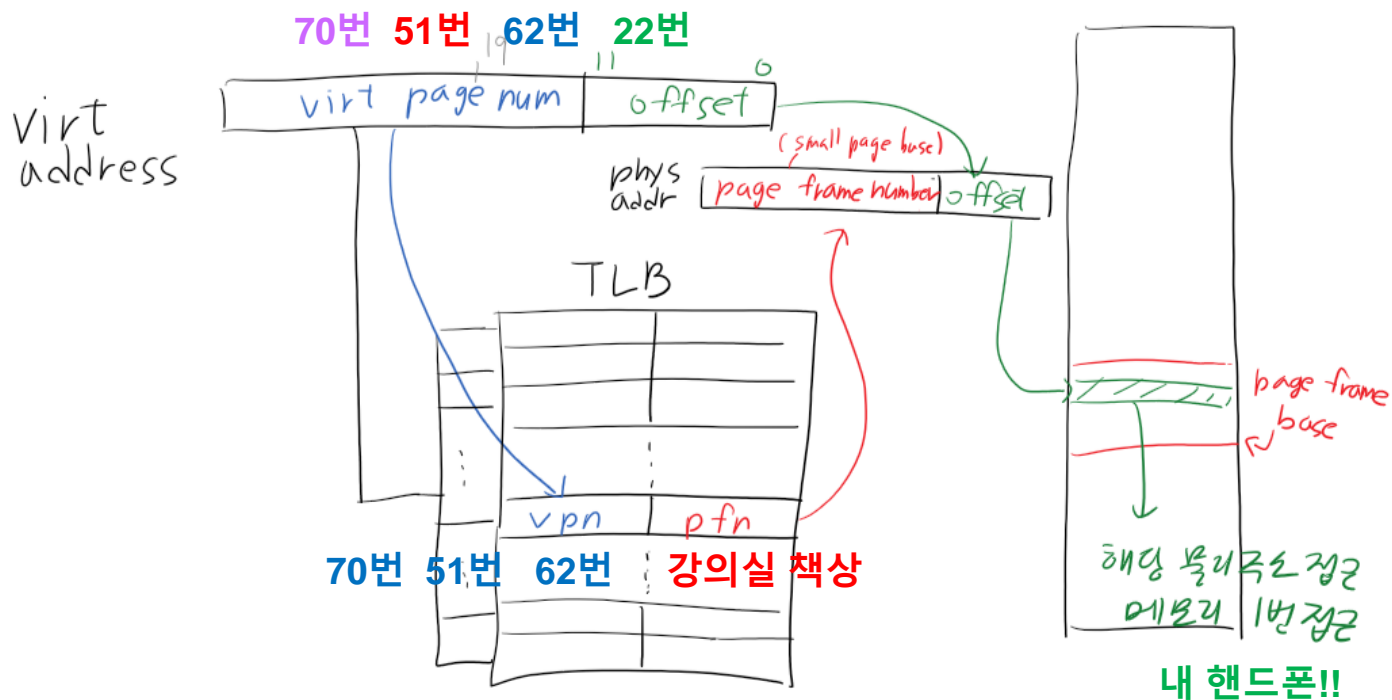 70번 51번 62번 22번
19
11
0
virt page num
offset
virt
address
(small page base)
phys
addr
page frame number
offset
TLB
page frame
base
vpn
pfn
70번 51번 62번
강의실 책상
해당 물리주소 접근
메모리 1번 접근
내 핸드폰!!